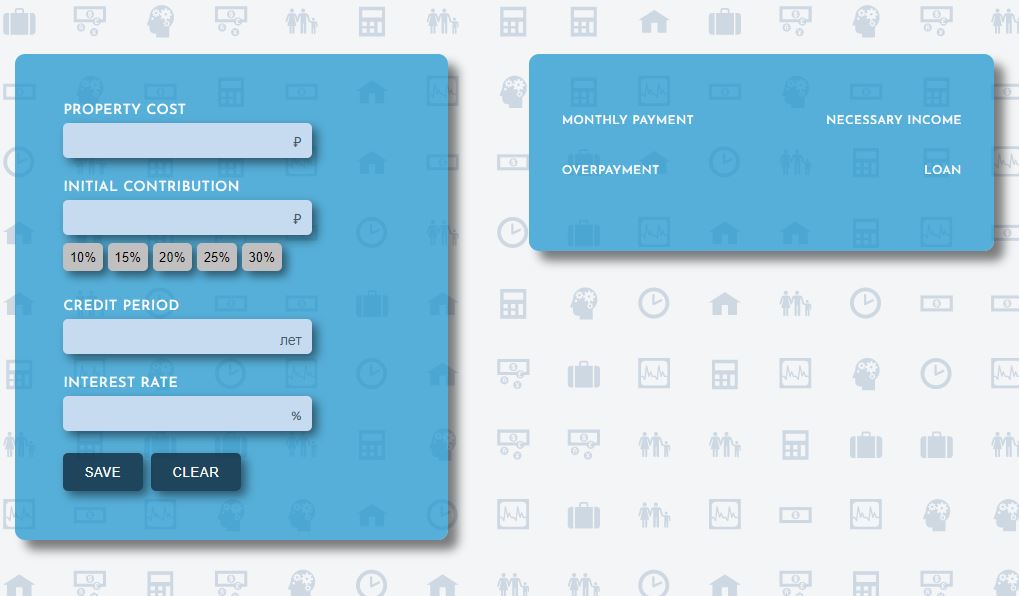 PROPERTY COST
₽
INITIAL CONTRIBUTION
₽
10% 15% 20% 25% 30%
CREDIT PERIOD
лет
INTEREST RATE
%
SAVE CLEAR
MONTHLY PAYMENT NECESSARY INCOME
OVERPAYMENT LOAN